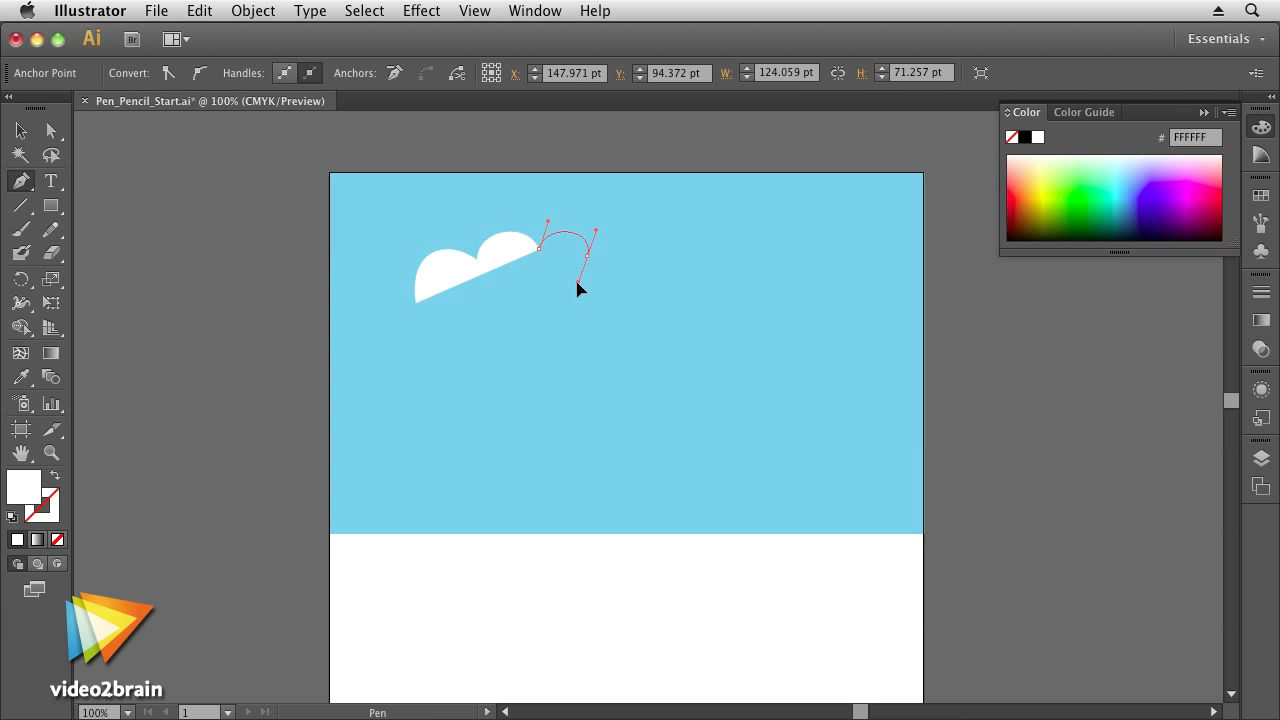 Illustrator File Edit Object Type Select Effect View Window Help
Ai Br Essentials
Anchor Point Convert: Handles: Anchors: X: 147.971 pt Y: 94.372 pt W: 124.059 pt H: 71.257 pt
× Pen_Pencil_Start.ai* @ 100% (CMYK/Preview)
Color Color Guide
# FFFFFF
T
video2brain
100% 1 Pen